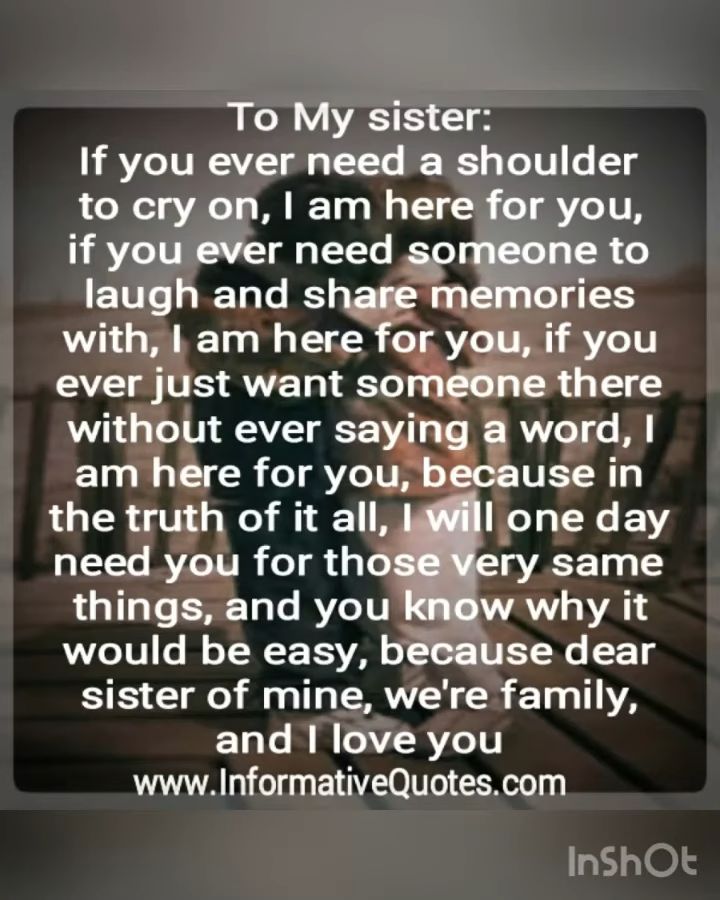 To My sister:
If you ever need a shoulder
to cry on, I am here for you,
if you ever need someone to
laugh and share memories
with, I am here for you, if you
ever just want someone there
without ever saying a word, I
am here for you, because in
the truth of it all, I will one day
need you for those very same
things, and you know why it
would be easy, because dear
sister of mine, we're family,
and I love you
www.InformativeQuotes.com
InShOt